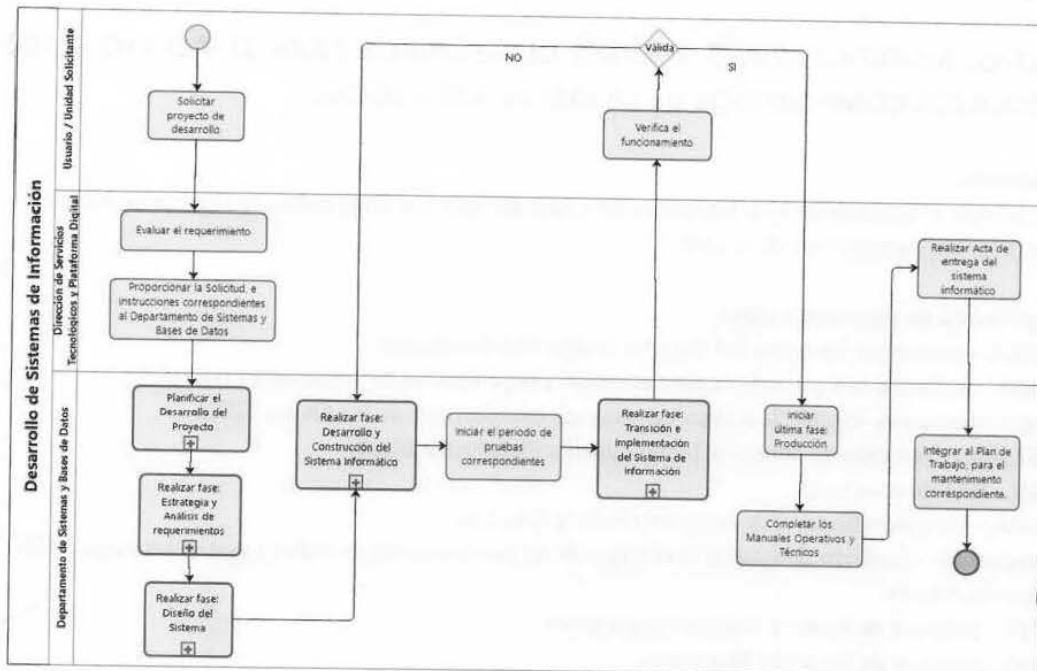 Desarrollo de Sistemas de Información
Usuario / Unidad Solicitante
Solicitar
proyecto de
desarrollo
NO
Válida
SI
Verifica el
funcionamiento
Dirección de Servicios
Tecnológicos y Plataforma Digital
Evaluar el requerimiento
Proporcionar la Solicitud, e
instrucciones correspondientes
al Departamento de Sistemas y
Bases de Datos
Realizar Acta de
entrega del
sistema
informático
Departamento de Sistemas y Bases de Datos
Planificar el
Desarrollo del
Proyecto
Realizar fase:
Estrategia y
Análisis de
requerimientos
Realizar fase:
Diseño del
Sistema
Realizar fase:
Desarrollo y
Construcción del
Sistema Informático
Iniciar el periodo de
pruebas
correspondientes
Realizar fase:
Transición e
Implementación
del Sistema de
Información
iniciar
última fase:
Producción
Completar los
Manuales Operativos y
Técnicos
Integrar al Plan de
Trabajo, para el
mantenimiento
correspondiente.